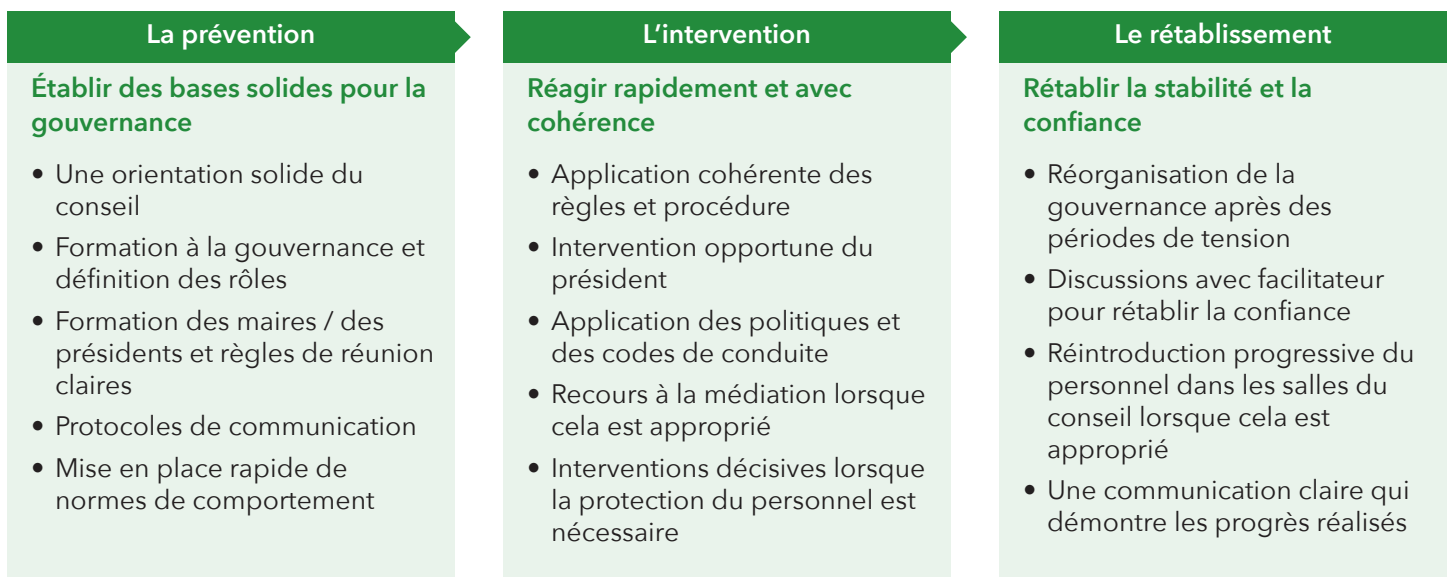 La prévention
Établir des bases solides pour la
gouvernance
• Une orientation solide du
conseil
• Formation à la gouvernance et
définition des rôles
• Formation des maires / des
présidents et règles de réunion
claires
• Protocoles de communication
• Mise en place rapide de
normes de comportement
L'intervention
Réagir rapidement et avec
cohérence
• Application cohérente des
règles et procédure
• Intervention opportune du
président
• Application des politiques et
des codes de conduite
• Recours à la médiation lorsque
cela est approprié
• Interventions décisives lorsque
la protection du personnel est
nécessaire
Le rétablissement
Rétablir la stabilité et la
confiance
• Réorganisation de la
gouvernance après des
périodes de tension
• Discussions avec facilitateur
pour rétablir la confiance
• Réintroduction progressive du
personnel dans les salles du
conseil lorsque cela est
approprié
• Une communication claire qui
démontre les progrès réalisés